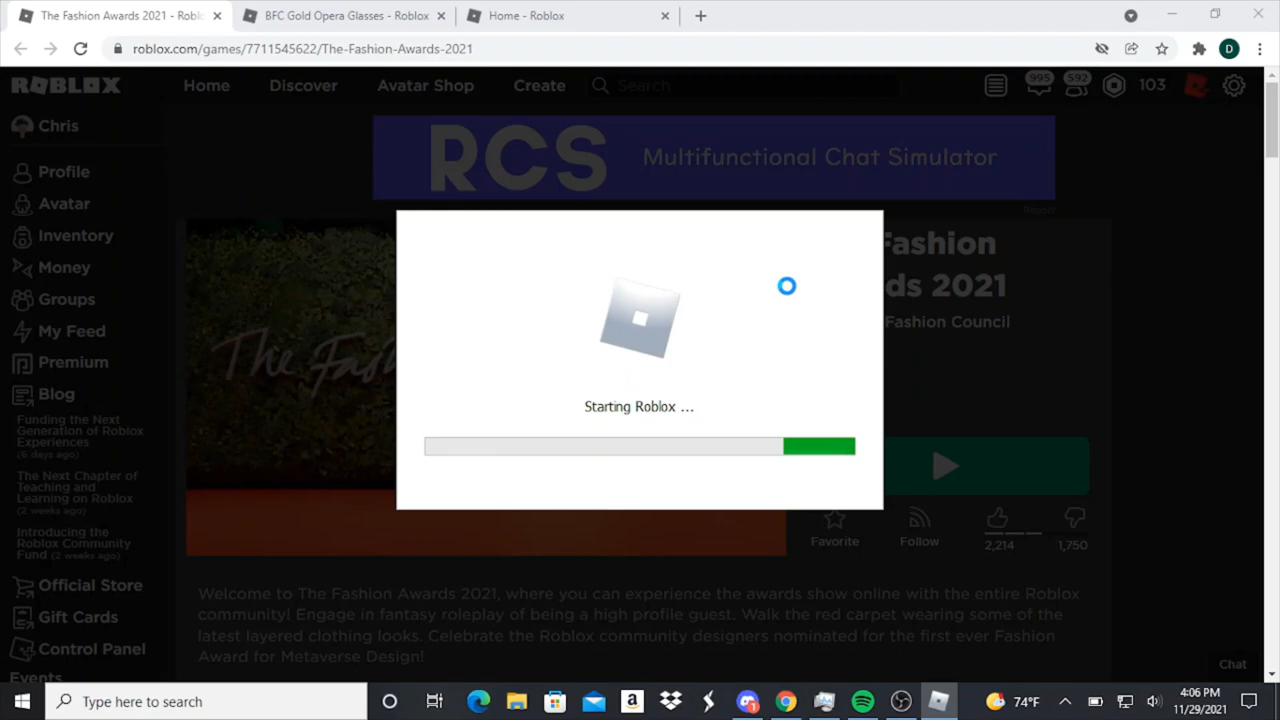 The Fashion Awards 2021 - Robl
BFC Gold Opera Glasses - Roblox
Home - Roblox
roblox.com/games/7711545622/The-Fashion-Awards-2021
D
ROBLOX
Home
Discover
Avatar Shop
Create
Search
995
592
103
Chris
Profile
Avatar
Inventory
Money
Groups
My Feed
Premium
Blog
Funding the Next
Generation of Roblox
Experiences
(6 days ago)
The Next Chapter of
Teaching and
Learning on Roblox
(2 weeks ago)
Introducing the
Roblox Community
Fund (2 weeks ago)
Official Store
Gift Cards
Control Panel
Events
RCS Multifunctional Chat Simulator
Report
The Fas
Fashion
ds 2021
Fashion Council
Starting Roblox ...
Favorite
Follow
2,214
1,750
Welcome to The Fashion Awards 2021, where you can experience the awards show online with the entire Roblox
community! Engage in fantasy roleplay of being a high profile guest. Walk the red carpet wearing some of the
latest layered clothing looks. Celebrate the Roblox community designers nominated for the first ever Fashion
Award for Metaverse Design!
Chat
Type here to search
74°F
4:06 PM
11/29/2021